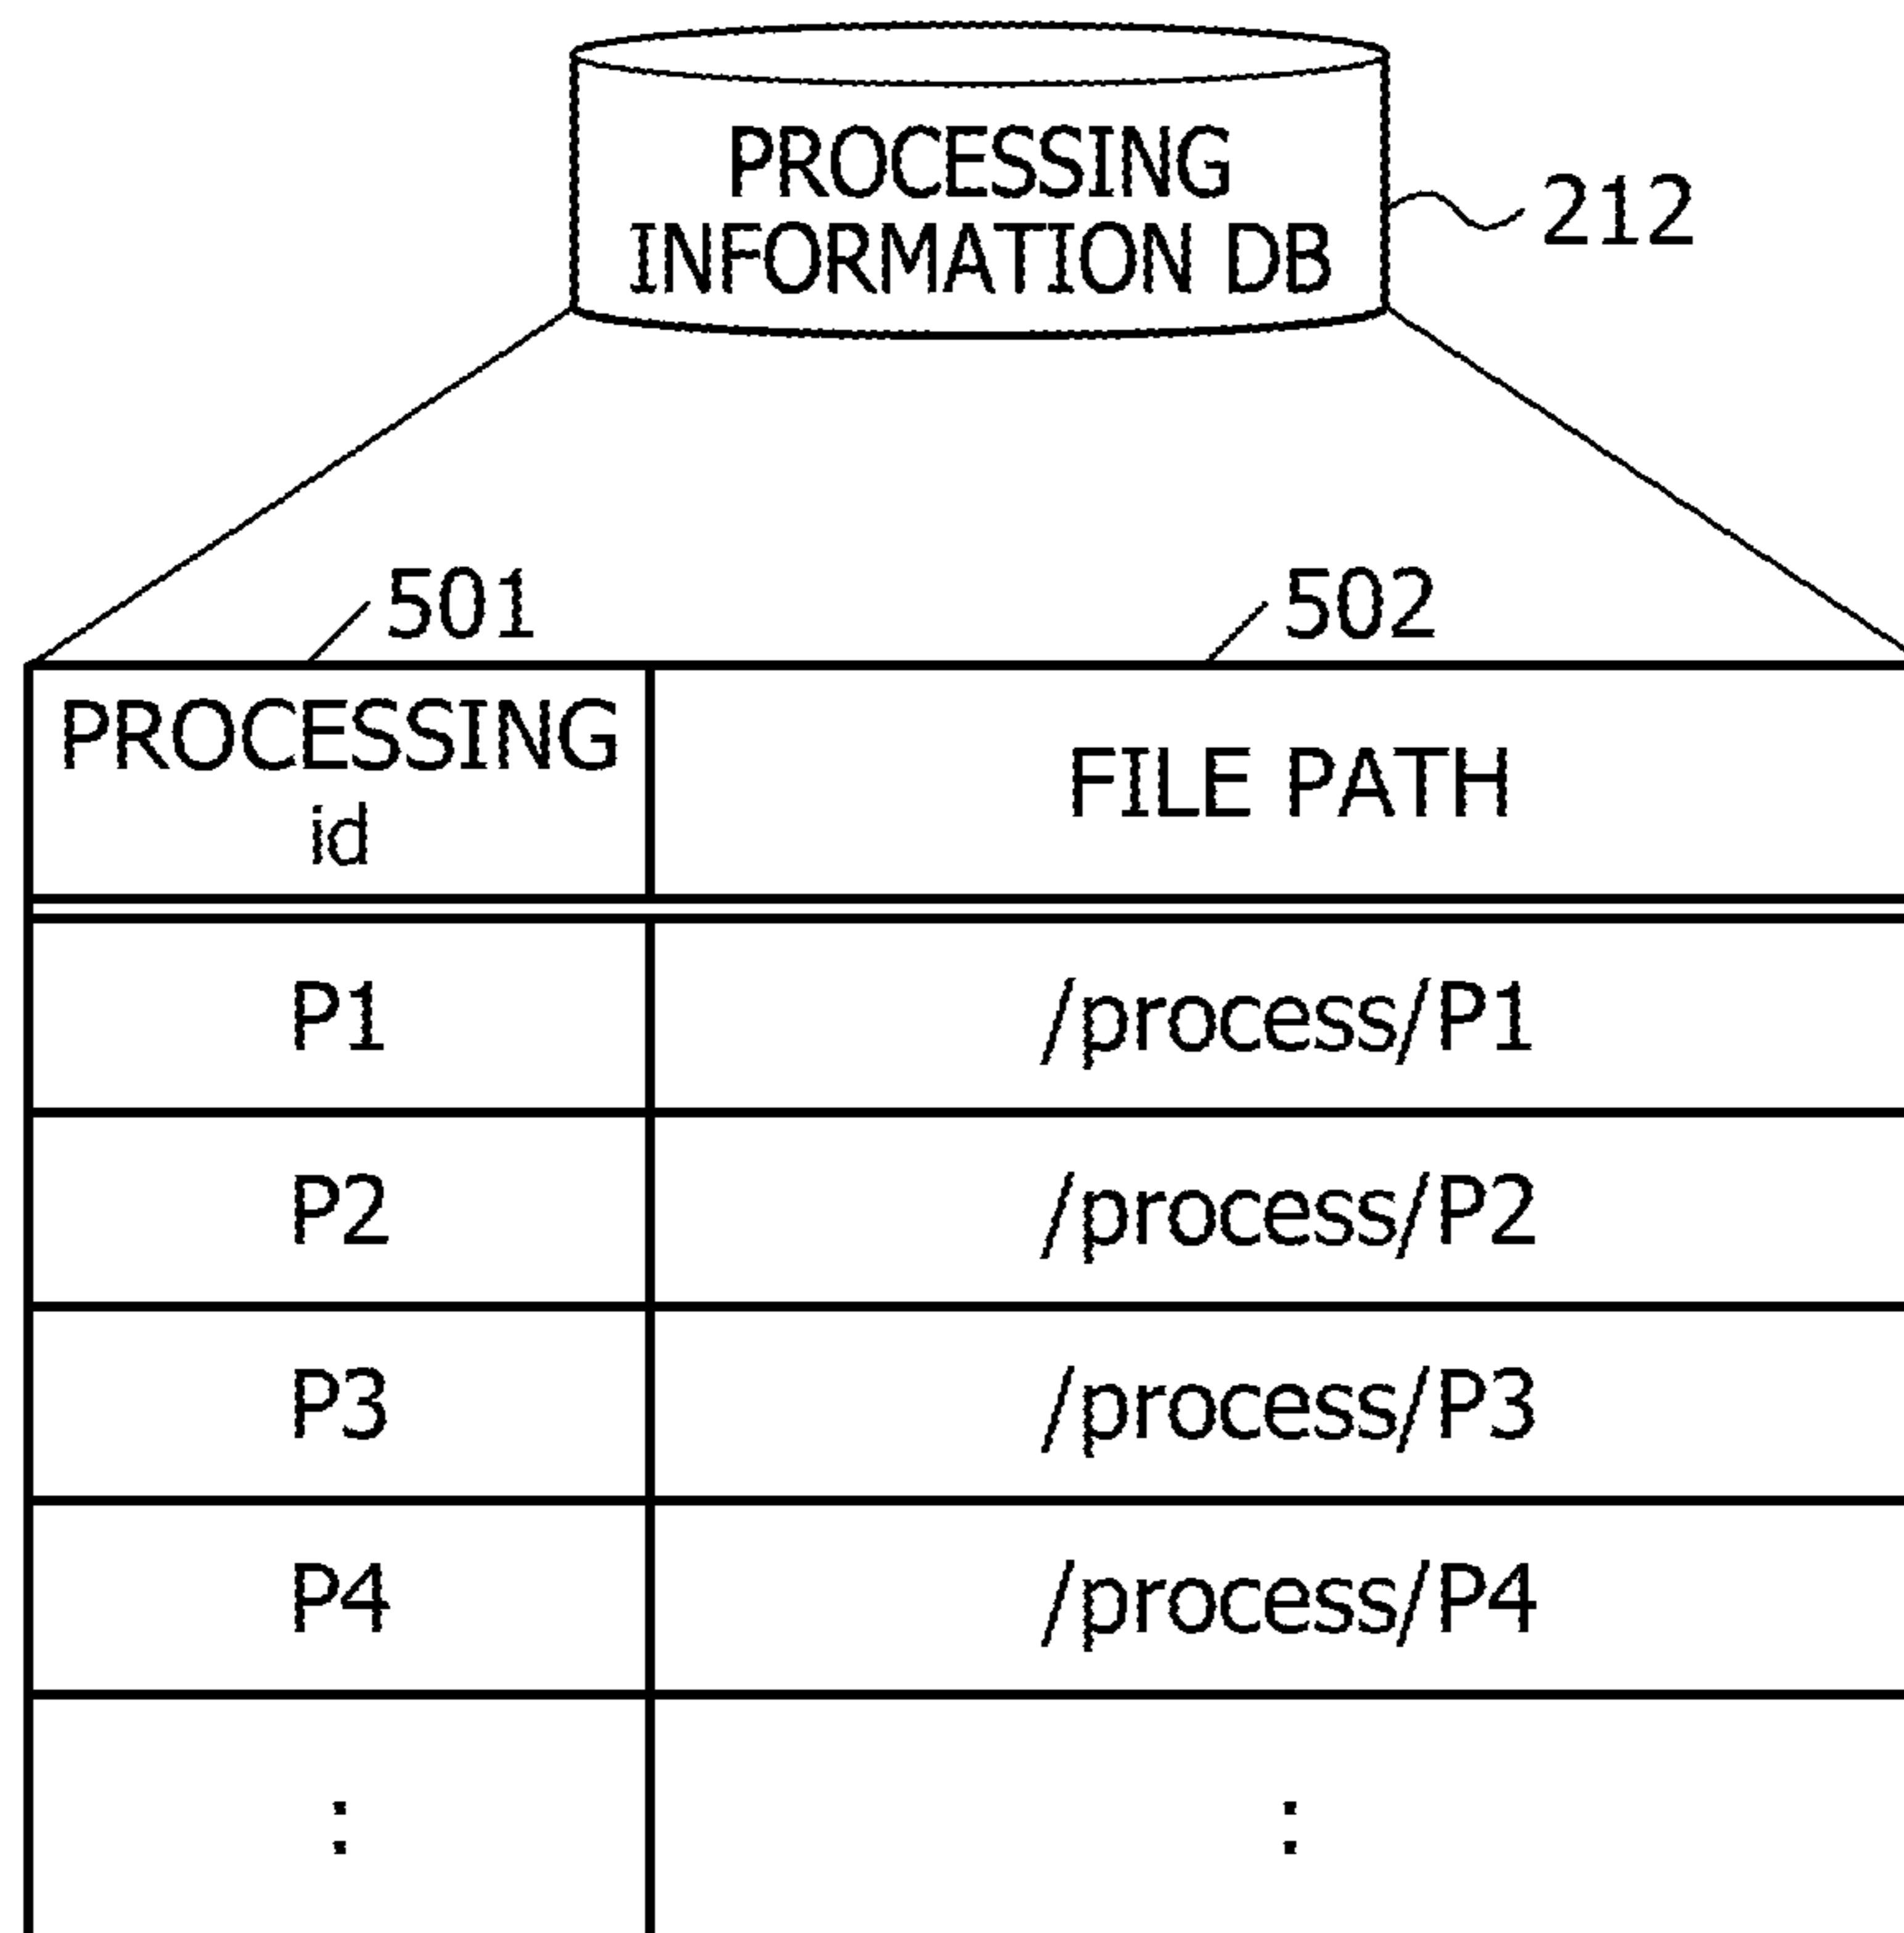 PROCESSING
INFORMATION DB
212
501
502
PROCESSING
id
FILE PATH
P1
/process/P1
P2
/process/P2
P3
/process/P3
P4
/process/P4
:
: